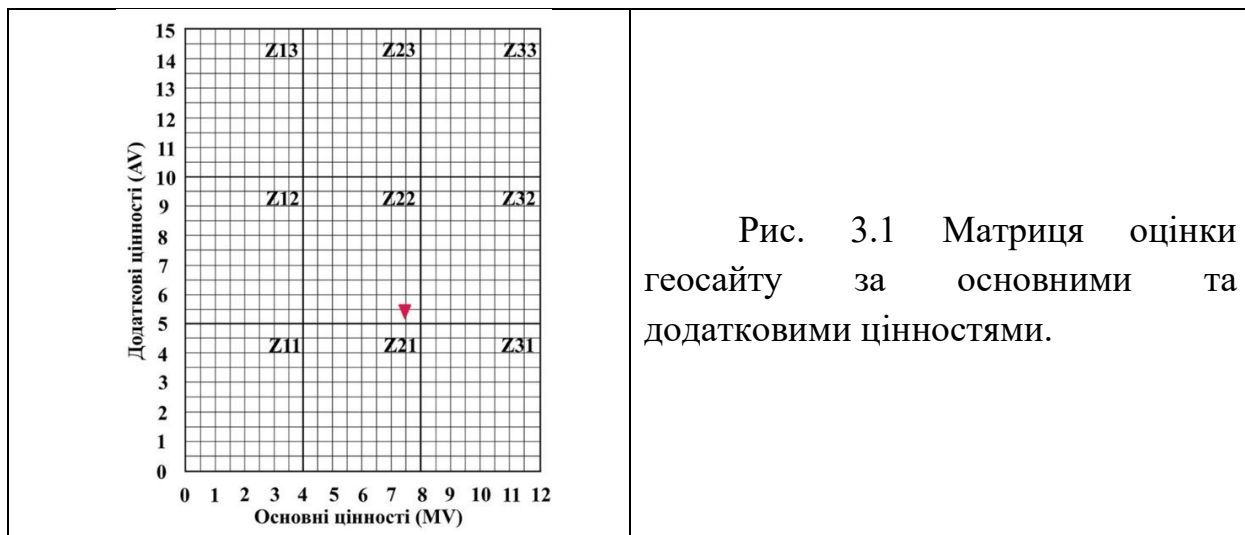 15
Z13 Z23 Z33
14
13
12
11
10
Z12 Z22 Z32
9
8
7
6
5
Z11 Z21 Z31
4
3
2
1
0
0 1 2 3 4 5 6 7 8 9 10 11 12
Додаткові цінності (AV)
Основні цінності (MV)
Рис. 3.1 Матриця оцінки
геосайту за основними та
додатковими цінностями.